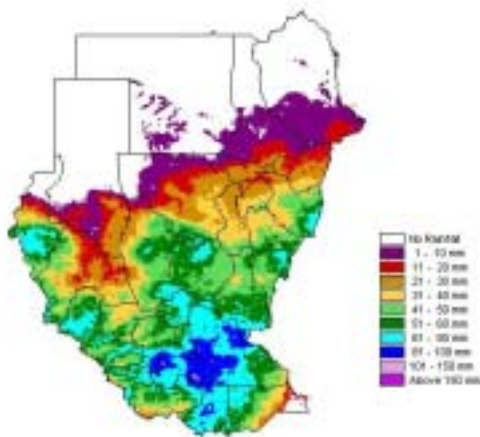 No Rainfall
1 - 10 mm
11 - 20 mm
21 - 30 mm
31 - 40 mm
41 - 50 mm
51 - 60 mm
61 - 80 mm
81 - 100 mm
101 - 150 mm
Above 150 mm